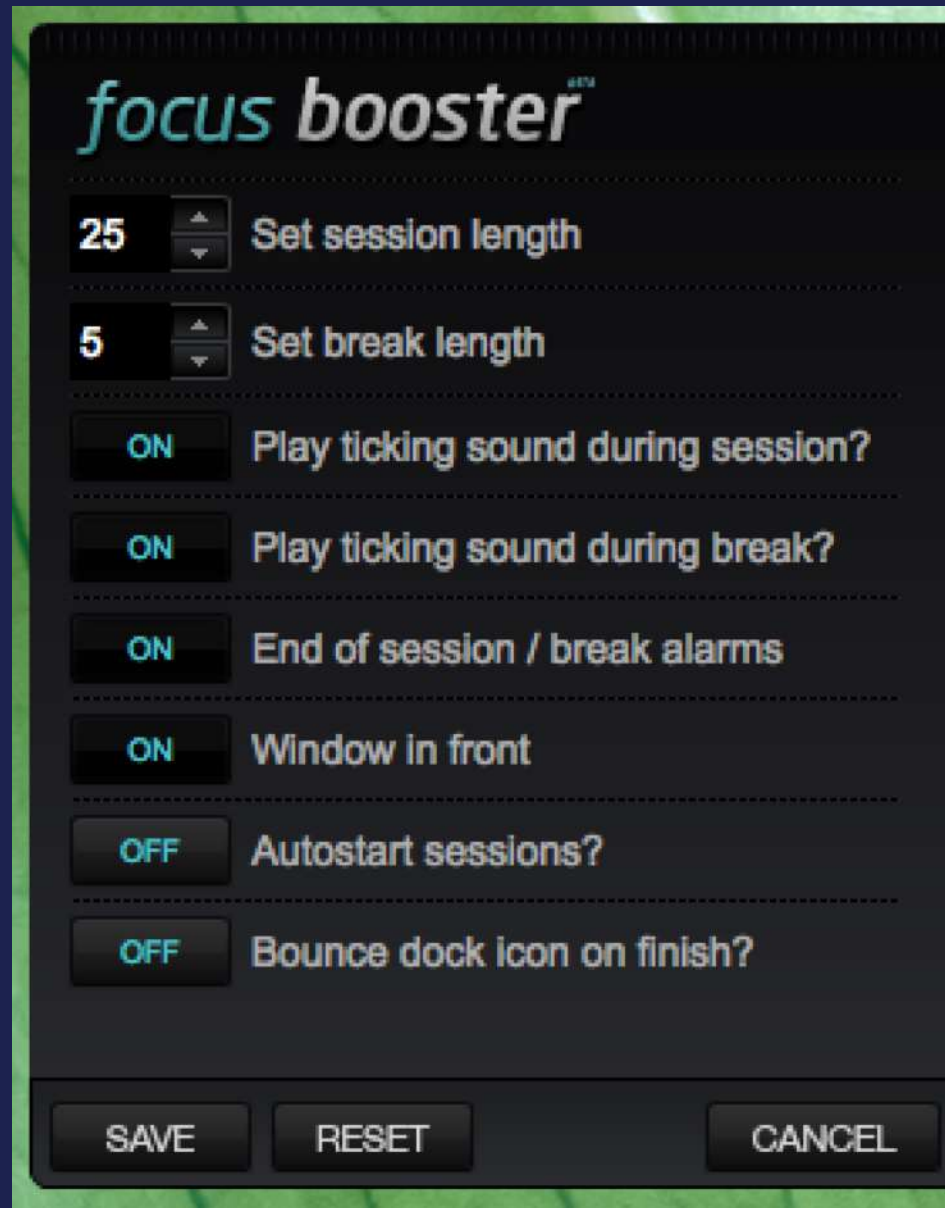 focus booster
25 Set session length
5 Set break length
ON Play ticking sound during session?
ON Play ticking sound during break?
ON End of session / break alarms
ON Window in front
OFF Autostart sessions?
OFF Bounce dock icon on finish?
SAVE RESET CANCEL